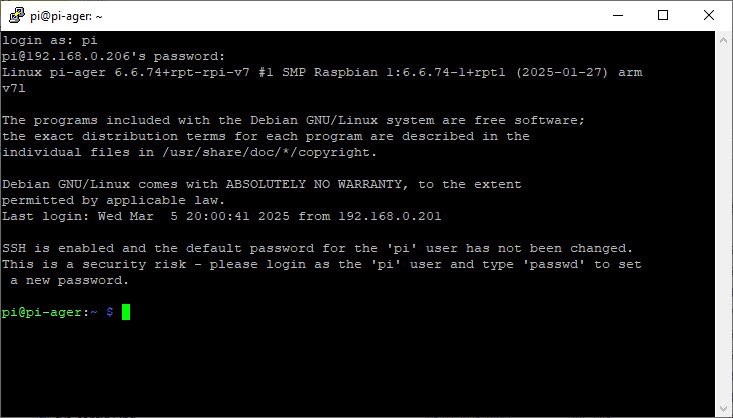 pi@pi-ager: ~
login as: pi
pi@192.168.0.206's password:
Linux pi-ager 6.6.74+rpt-rpi-v7 #1 SMP Raspbian 1:6.6.74-1+rpt1 (2025-01-27) arm
v7l
The programs included with the Debian GNU/Linux system are free software;
the exact distribution terms for each program are described in the
individual files in /usr/share/doc/*/copyright.
Debian GNU/Linux comes with ABSOLUTELY NO WARRANTY, to the extent
permitted by applicable law.
Last login: Wed Mar  5 20:00:41 2025 from 192.168.0.201
SSH is enabled and the default password for the 'pi' user has not been changed.
This is a security risk - please login as the 'pi' user and type 'passwd' to set
 a new password.
pi@pi-ager:~ $